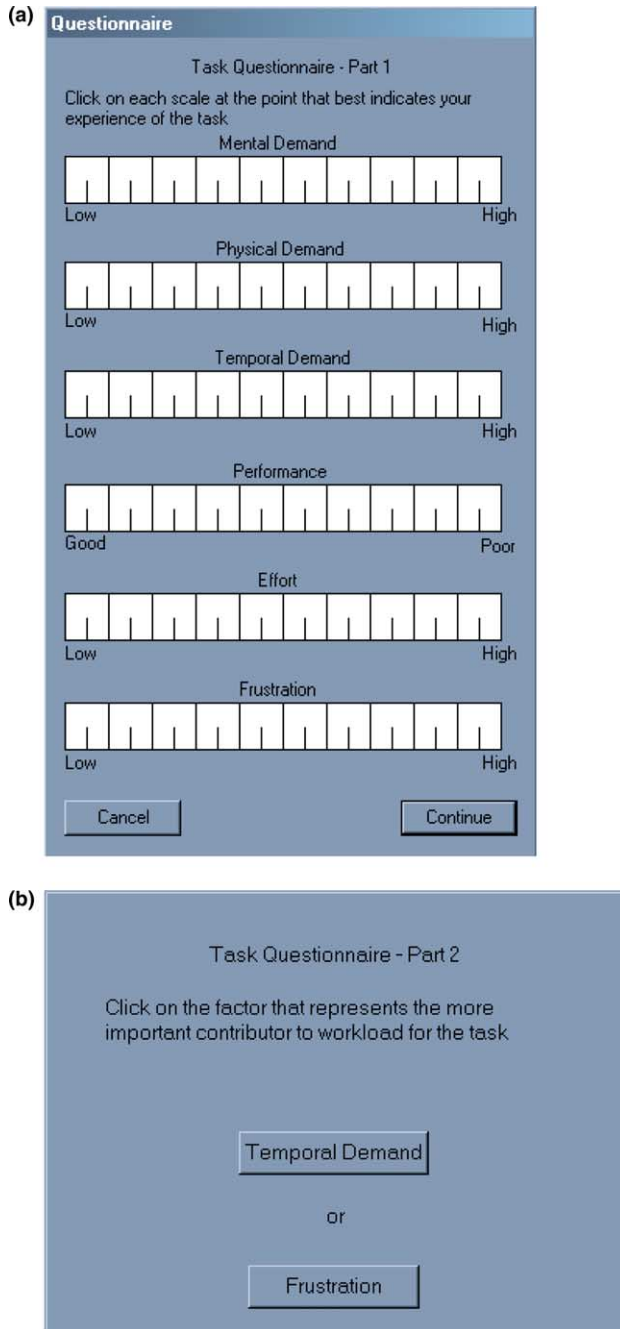 (a)
Questionnaire
Task Questionnaire - Part 1
Click on each scale at the point that best indicates your
experience of the task
Mental Demand
Low High
Physical Demand
Low High
Temporal Demand
Low High
Performance
Good Poor
Effort
Low High
Frustration
Low High
Cancel Continue
(b)
Task Questionnaire - Part 2
Click on the factor that represents the more
important contributor to workload for the task
Temporal Demand
or
Frustration